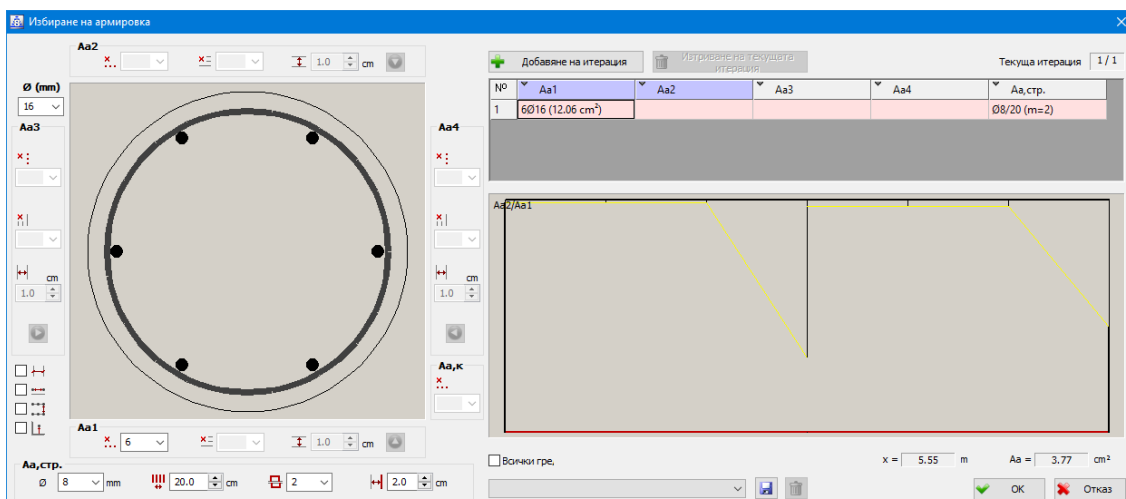 Избиране на армировка
Aa2
1.0 cm
Ø (mm)
16
Aa3
cm
1.0
Aa4
cm
1.0
Aa,к
Aa1
6
1.0 cm
Aa,стр.
Ø 8 mm 20.0 cm 2 2.0 cm
Добавяне на итерация
Изтриване на текущата итерация
Текуща итерация 1 / 1
Nº Aa1 Aa2 Aa3 Aa4 Aa,стр.
1 6Ø16 (12.06 cm²) Ø8/20 (m=2)
Aa2/Aa1
Всички гре,
x = 5.55 m Aa = 3.77 cm²
OK Отказ